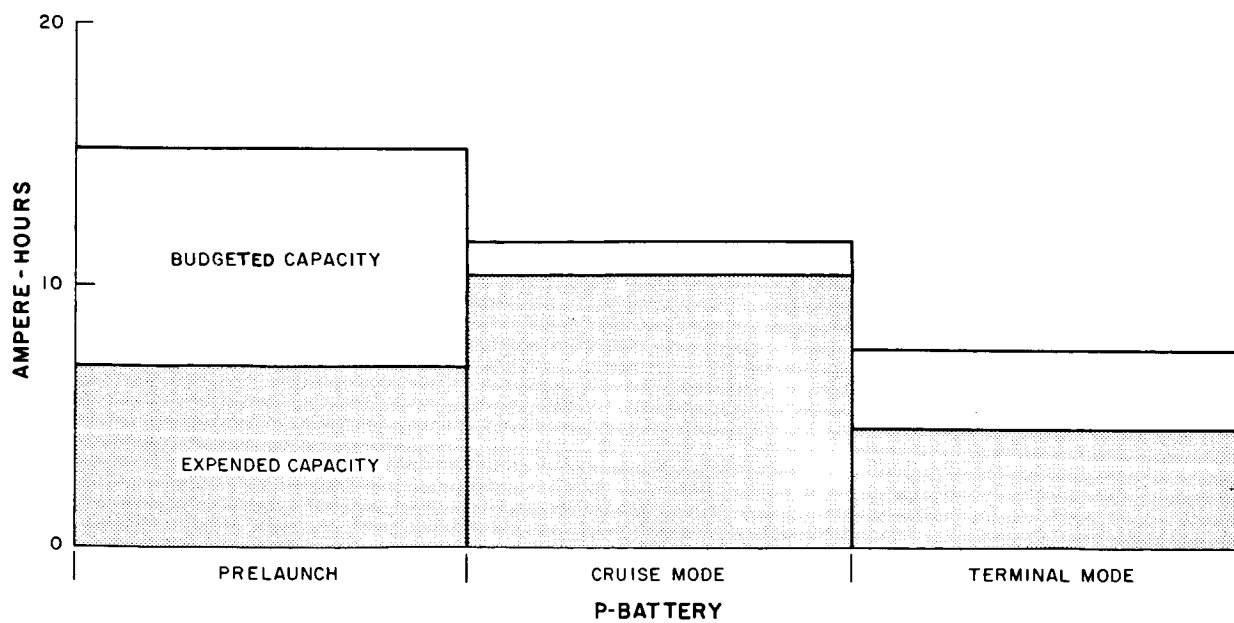 20
10
0
AMPERE-HOURS
BUDGETED CAPACITY
EXPENDED CAPACITY
PRELAUNCH
CRUISE MODE
TERMINAL MODE
P-BATTERY